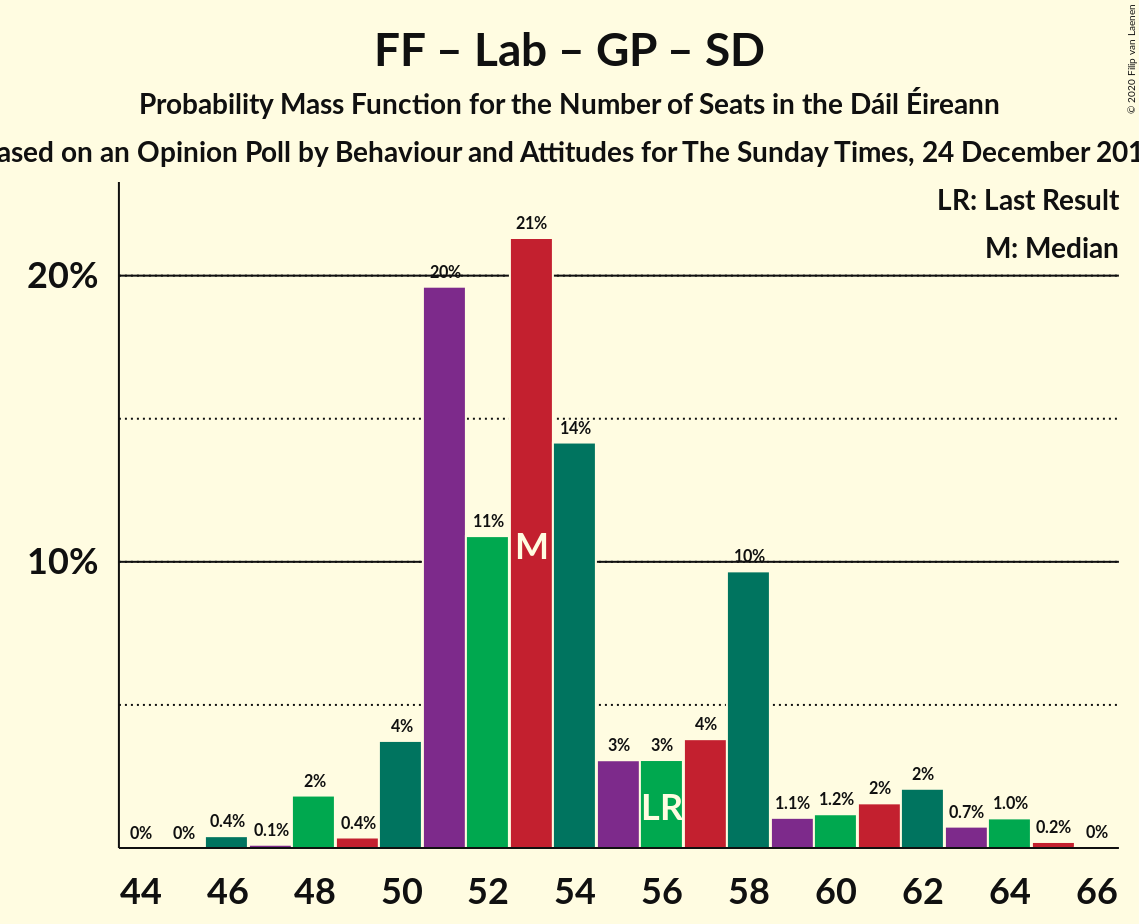 FF – Lab – GP – SD
Probability Mass Function for the Number of Seats in the Dáil Éireann
ased on an Opinion Poll by Behaviour and Attitudes for The Sunday Times, 24 December 201
© 2020 Filip van Laenen
LR: Last Result
M: Median
20%
10%
0%
0%
0.4%
0.1%
2%
0.4%
4%
20%
11%
21%
14%
3%
3%
4%
10%
1.1%
1.2%
2%
2%
0.7%
1.0%
0.2%
0%
M
LR
44 46 48 50 52 54 56 58 60 62 64 66